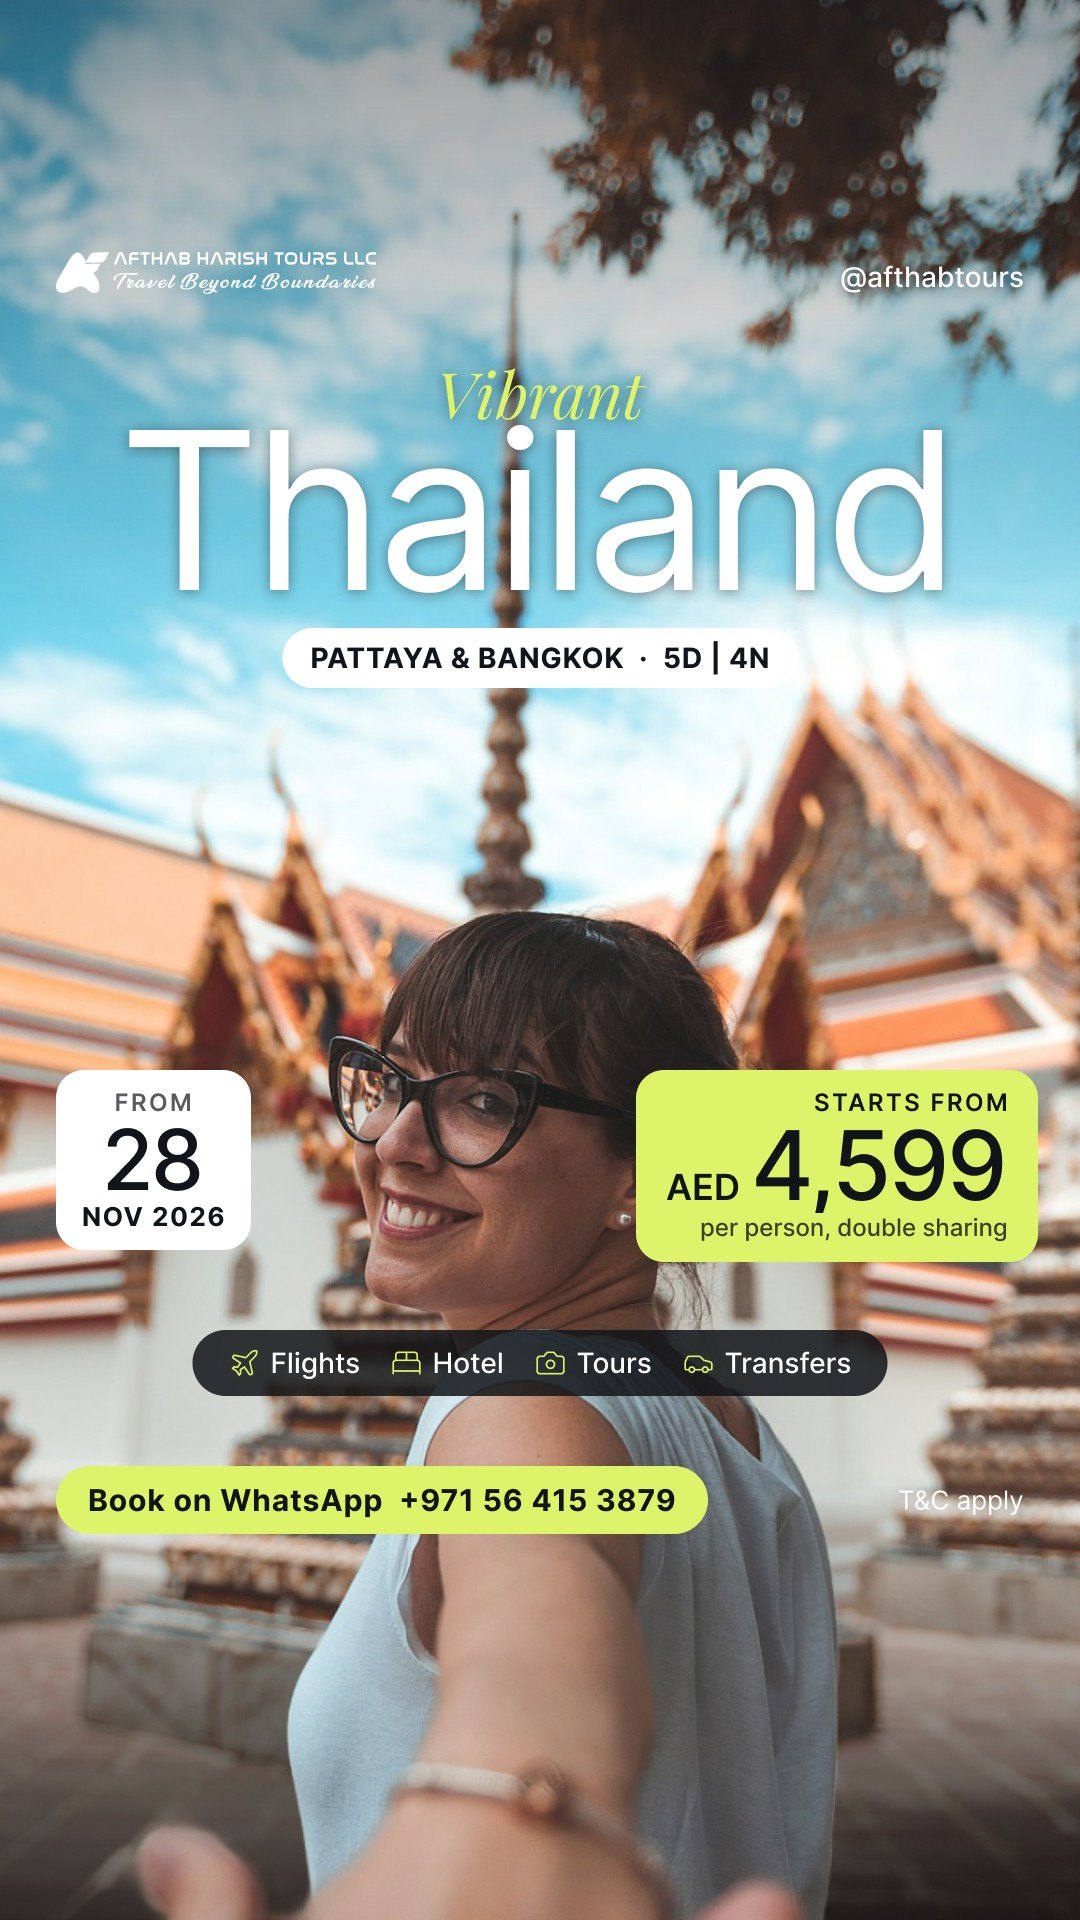 AFTHAB HARISH TOURS LLC
Travel Beyond Boundaries
@afthabtours
Vibrant
Thailand
PATTAYA & BANGKOK · 5D | 4N
FROM
28
NOV 2026
STARTS FROM
AED 4,599
per person, double sharing
Flights Hotel Tours Transfers
Book on WhatsApp +971 56 415 3879
T&C apply